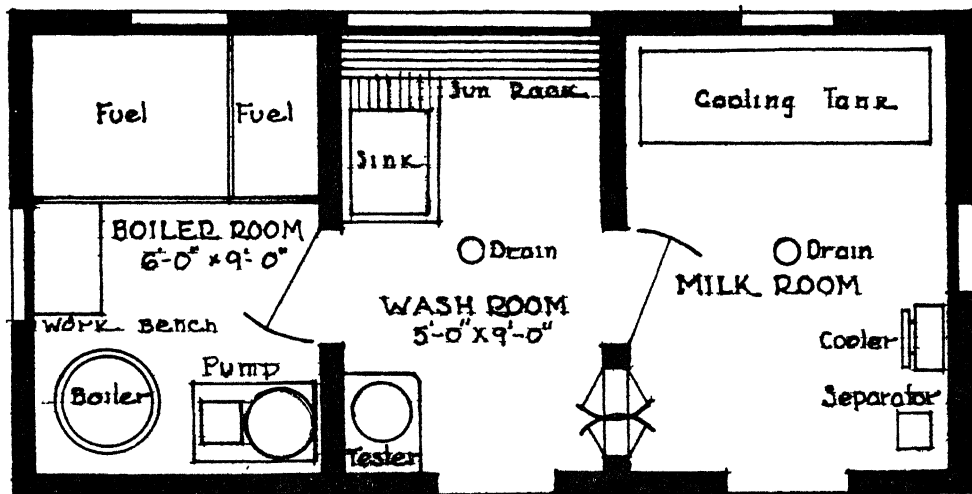 Fuel
Fuel
Sun Rack
Sink
Cooling Tank
BOILER ROOM
6'-0" x 9'-0"
Drain
Drain
WASH ROOM
5'-0" x 9'-0"
MILK ROOM
Work Bench
Cooler
Pump
Boiler
Separator
Tester